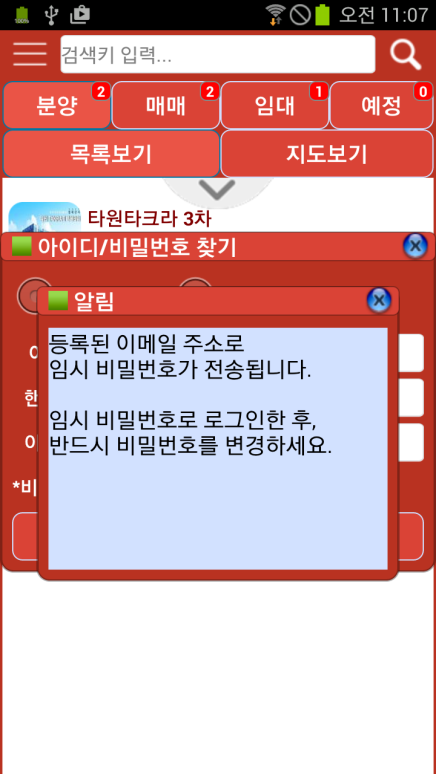 오전 11:07
검색키 입력...
분양 2 매매 2 임대 1 예정 0
목록보기 지도보기
타원타크라 3차
아이디/비밀번호 찾기
알림
등록된 이메일 주소로
임시 비밀번호가 전송됩니다.
임시 비밀번호로 로그인한 후,
반드시 비밀번호를 변경하세요.
한
*비